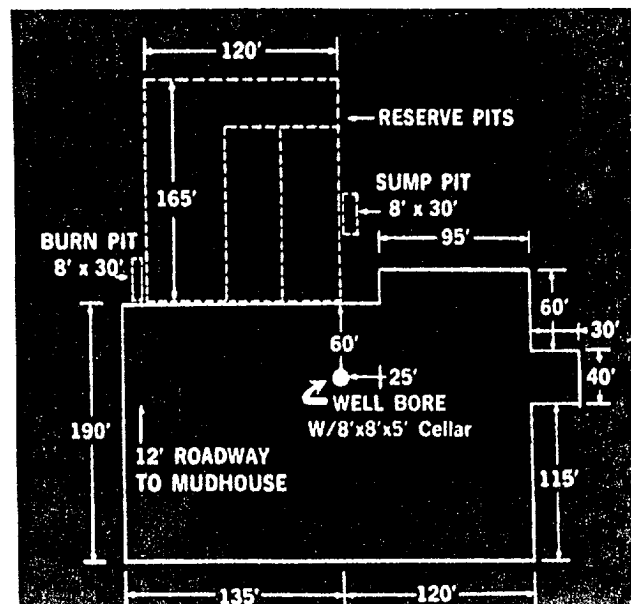 120'
RESERVE PITS
165'
SUMP PIT
8' x 30'
BURN PIT
8' x 30'
95'
60'
30'
60'
25'
40'
WELL BORE
W/8'x8'x5' Cellar
190'
12' ROADWAY
TO MUDHOUSE
115'
135'
120'